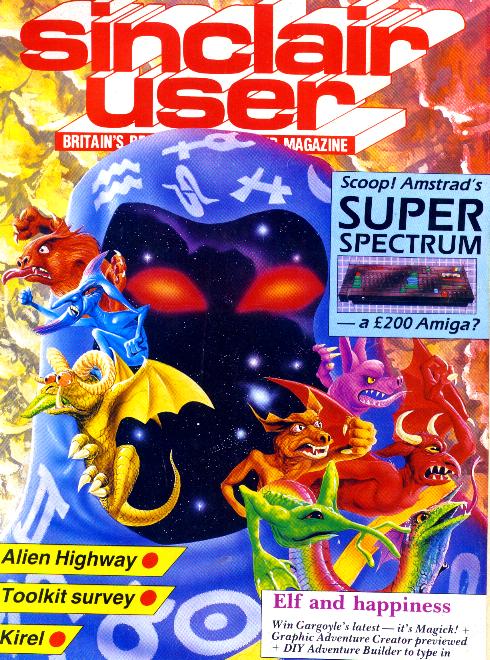 sinclair
user
BRITAIN'S MAGAZINE
Scoop! Amstrad's
SUPER
SPECTRUM
— a £200 Amiga?
Alien Highway
Toolkit survey
Kirel
Elf and happiness
Win Gargoyle's latest — it's Magick! +
Graphic Adventure Creator previewed
+ DIY Adventure Builder to type in